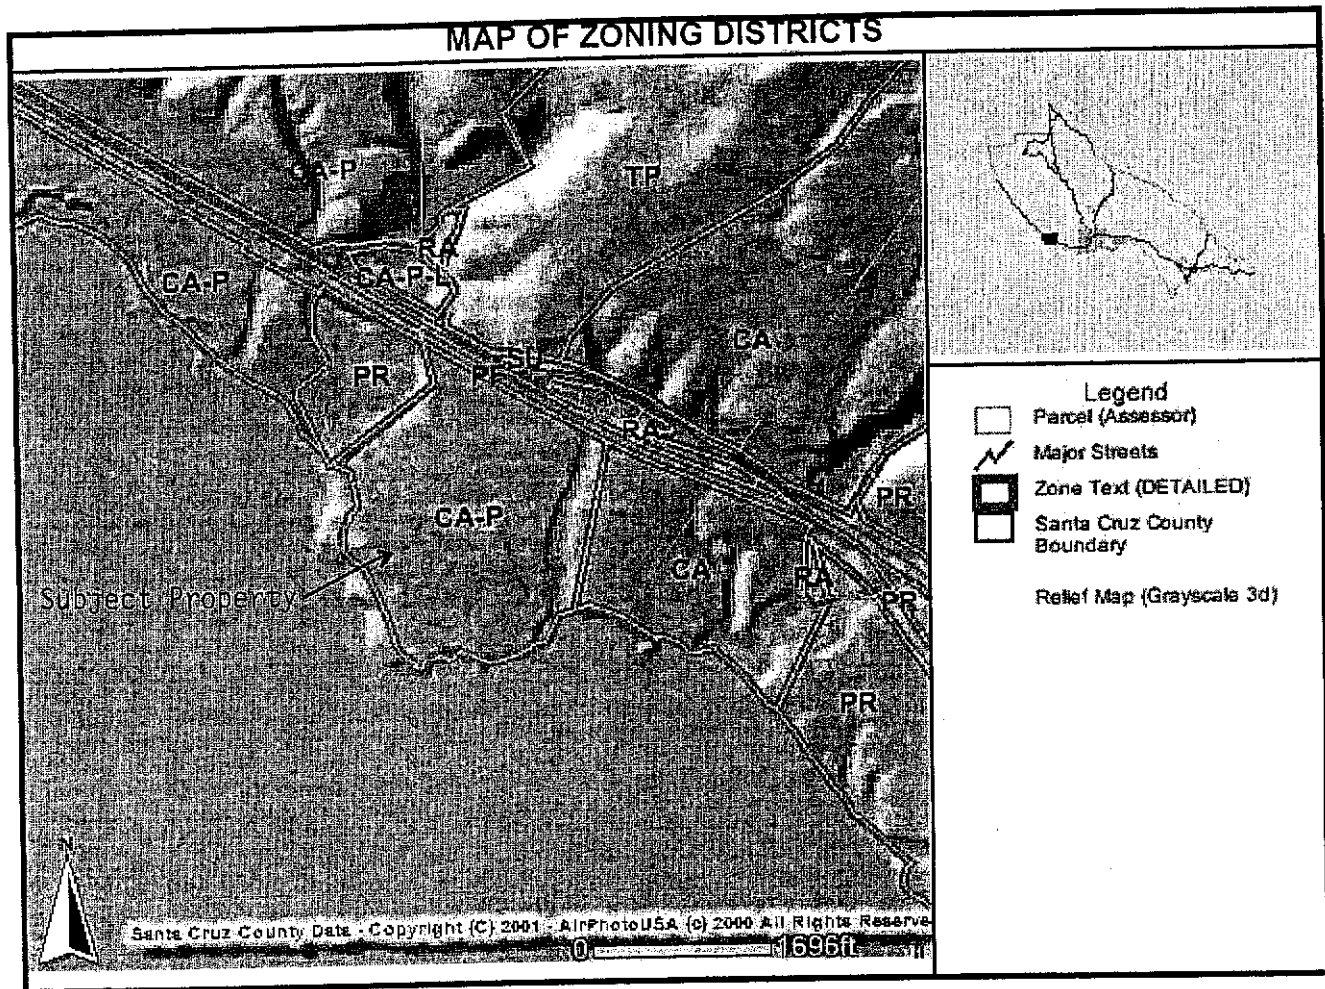 MAP OF ZONING DISTRICTS
CA-P
TP
RA
CA-P
CA-P-L
CA
PR
SU
PF
RA
PR
CA-P
CA
RA
Subject Property
PR
PR
N
Santa Cruz County Data - Copyright (C) 2001 - AirPhotoUSA (c) 2000 All Rights Reserve
0 1696ft
Legend
Parcel (Assessor)
Major Streets
Zone Text (DETAILED)
Santa Cruz County
Boundary
Relief Map (Grayscale 3d)